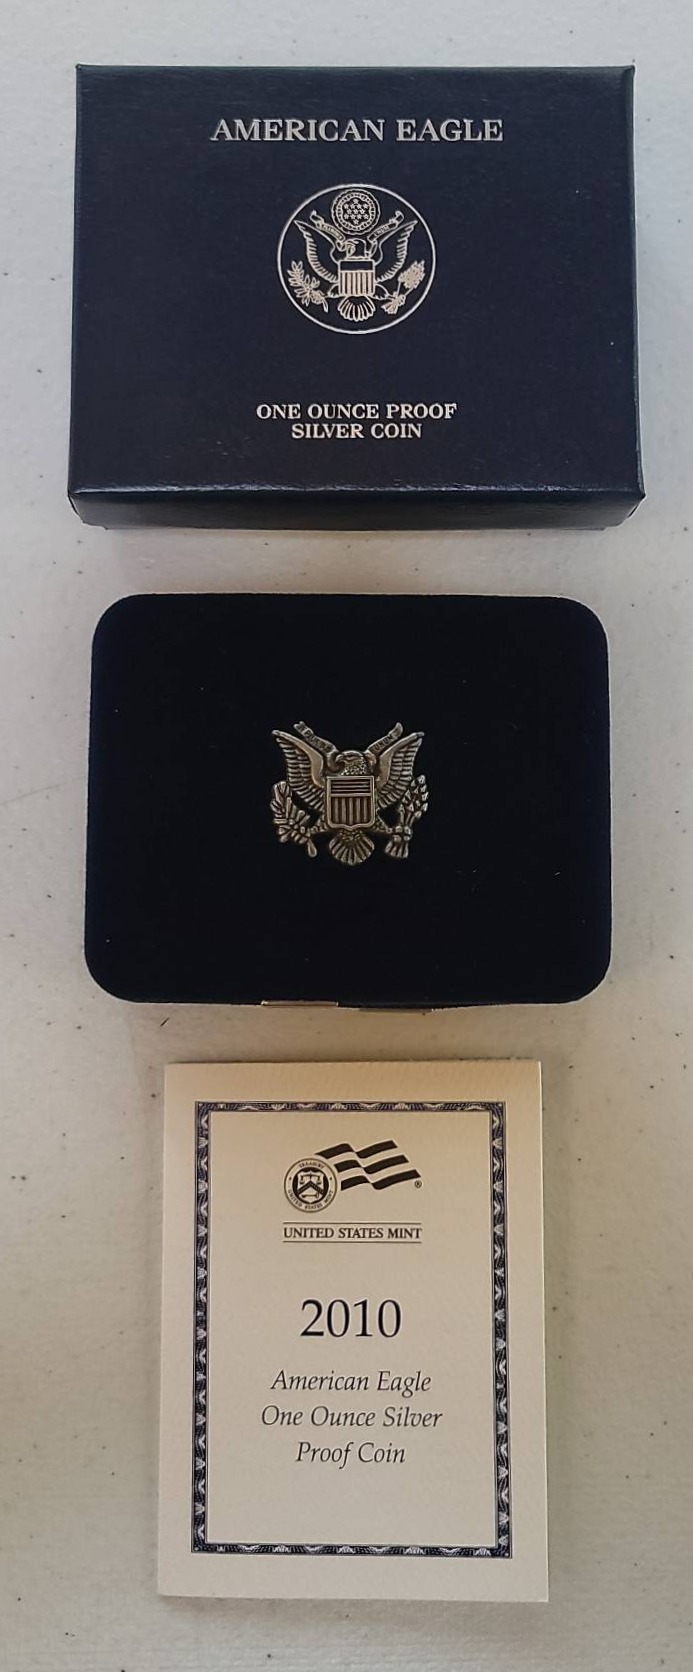 AMERICAN EAGLE
ONE OUNCE PROOF
SILVER COIN
UNITED STATES MINT
2010
American Eagle
One Ounce Silver
Proof Coin